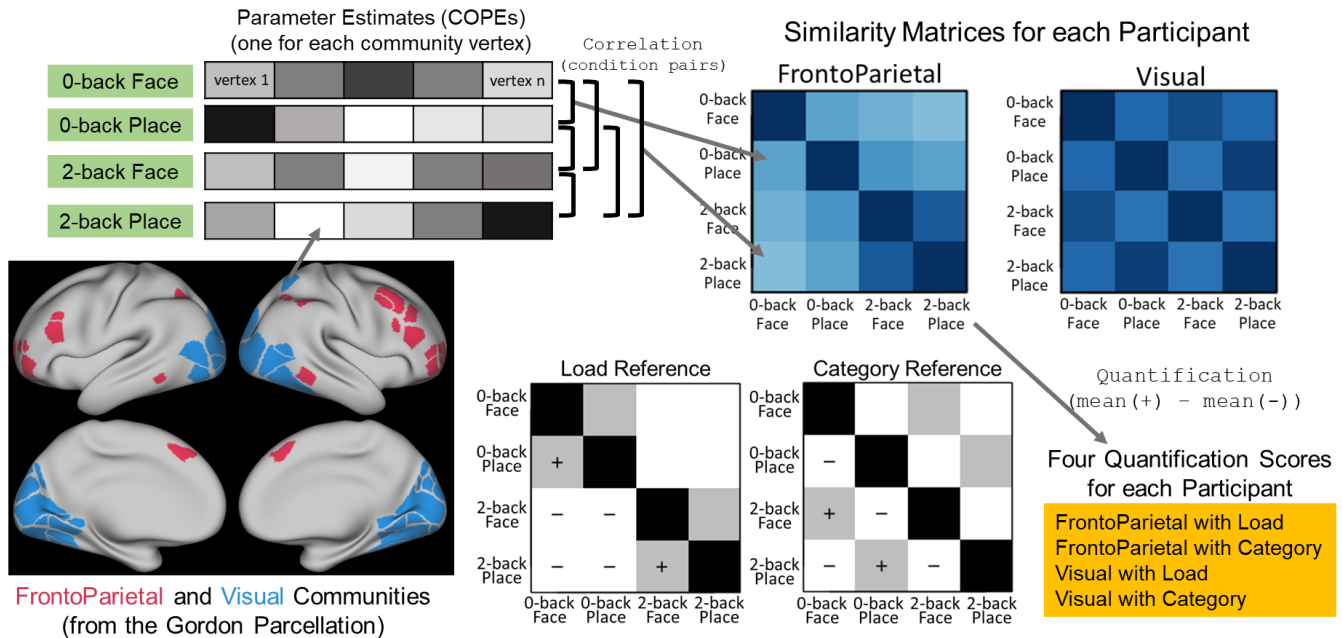 Parameter Estimates (COPEs)
(one for each community vertex)
Correlation
(condition pairs)
0-back Face
vertex 1
vertex n
0-back Place
2-back Face
2-back Place
Similarity Matrices for each Participant
FrontoParietal
0-back
Face
0-back
Place
2-back
Face
2-back
Place
0-back
Face
0-back
Place
2-back
Face
2-back
Place
Visual
0-back
Face
0-back
Place
2-back
Face
2-back
Place
0-back
Face
0-back
Place
2-back
Face
2-back
Place
FrontoParietal and Visual Communities
(from the Gordon Parcellation)
Load Reference
0-back
Face
0-back
Place
+
2-back
Face
– –
2-back
Place
– – +
0-back
Face
0-back
Place
2-back
Face
2-back
Place
Category Reference
0-back
Face
0-back
Place
–
2-back
Face
+ –
2-back
Place
– + –
0-back
Face
0-back
Place
2-back
Face
2-back
Place
Quantification
(mean(+) – mean(-))
Four Quantification Scores
for each Participant
FrontoParietal with Load
FrontoParietal with Category
Visual with Load
Visual with Category